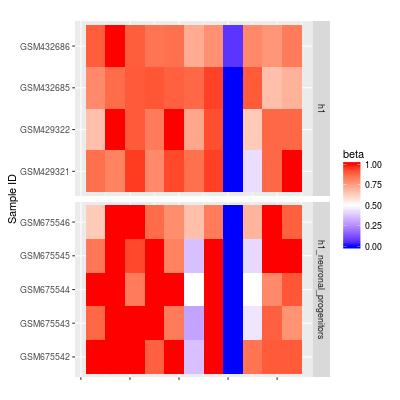 Sample ID
GSM432686
GSM432685
GSM429322
GSM429321
h1
GSM675546
GSM675545
GSM675544
GSM675543
GSM675542
h1_neuronal_progenitors
beta
1.00
0.75
0.50
0.25
0.00